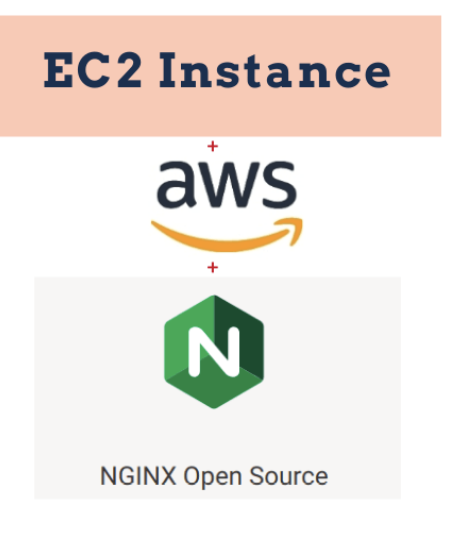 EC2 Instance
+
aws
+
N
NGINX Open Source